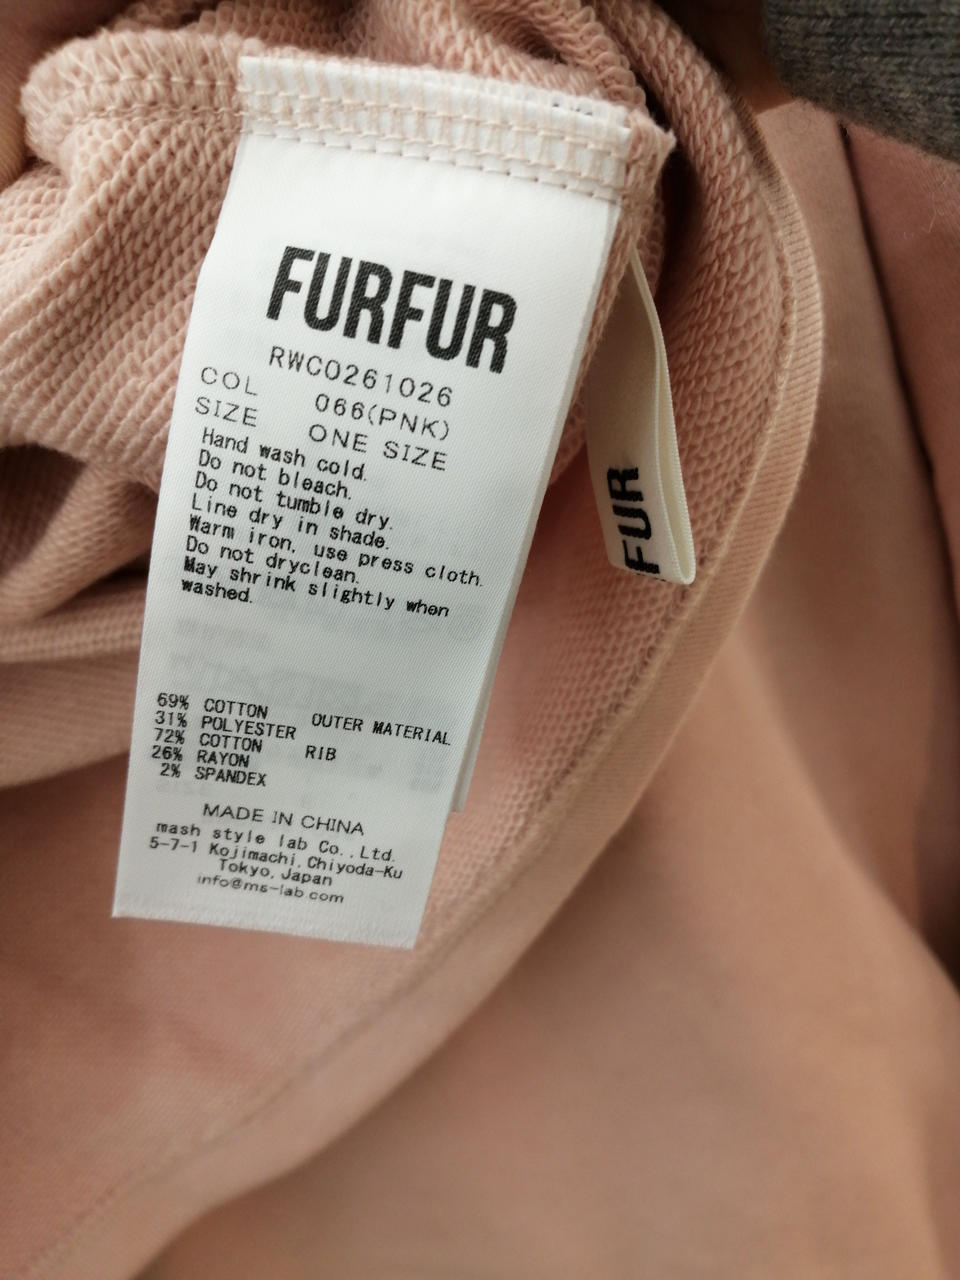 FURFUR
RWC0261026
COL 066(PNK)
SIZE ONE SIZE
Hand wash cold.
Do not bleach.
Do not tumble dry.
Line dry in shade.
Warm iron, use press cloth.
Do not dryclean.
May shrink slightly when
washed.
69% COTTON OUTER MATERIAL
31% POLYESTER
72% COTTON RIB
26% RAYON
2% SPANDEX
MADE IN CHINA
mash style lab Co.,Ltd.
5-7-1 Kojimachi,Chiyoda-Ku
Tokyo,Japan
info@ms-lab.com
FUR